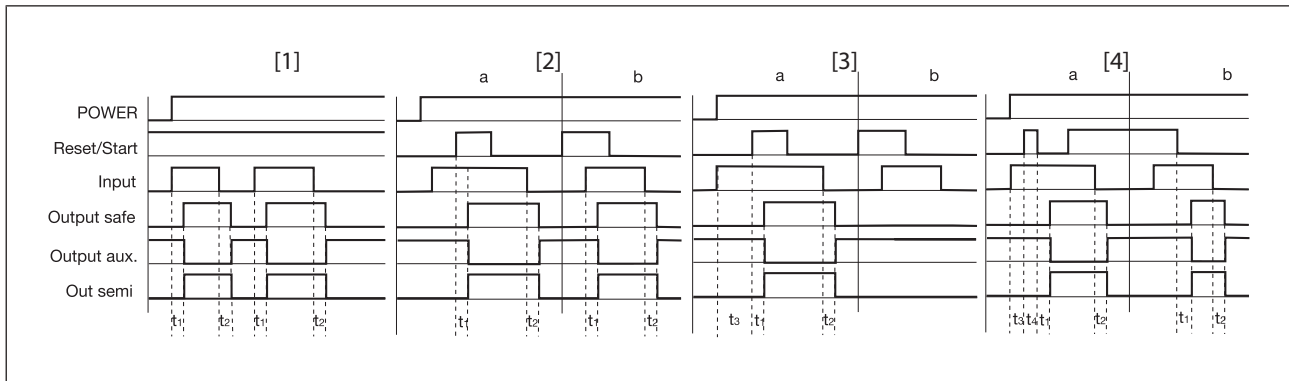 [1] [2] [3] [4]
a b a b a b
POWER
Reset/Start
Input
Output safe
Output aux.
Out semi
t1 t2 t1 t2 t1 t2 t1 t2 t3 t1 t2 t3 t4 t1 t2 t1 t2